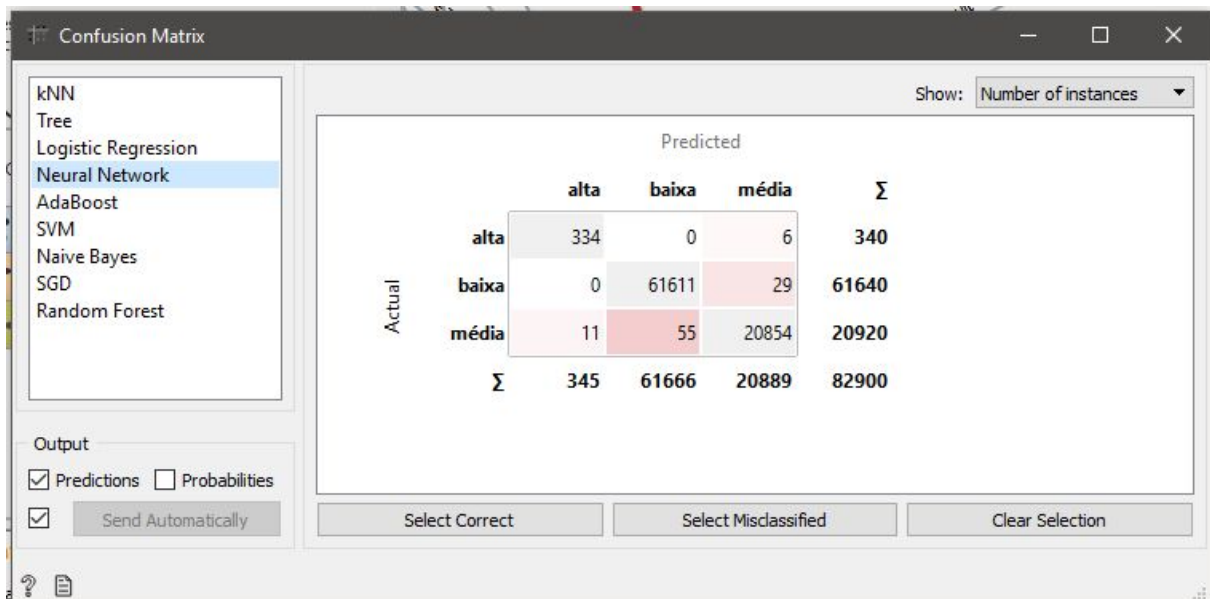 Confusion Matrix
kNN
Tree
Logistic Regression
Neural Network
AdaBoost
SVM
Naive Bayes
SGD
Random Forest
Output
Predictions Probabilities
Send Automatically
Show: Number of instances
Predicted
alta baixa média Σ
Actual
alta 334 0 6 340
baixa 0 61611 29 61640
média 11 55 20854 20920
Σ 345 61666 20889 82900
Select Correct Select Misclassified Clear Selection